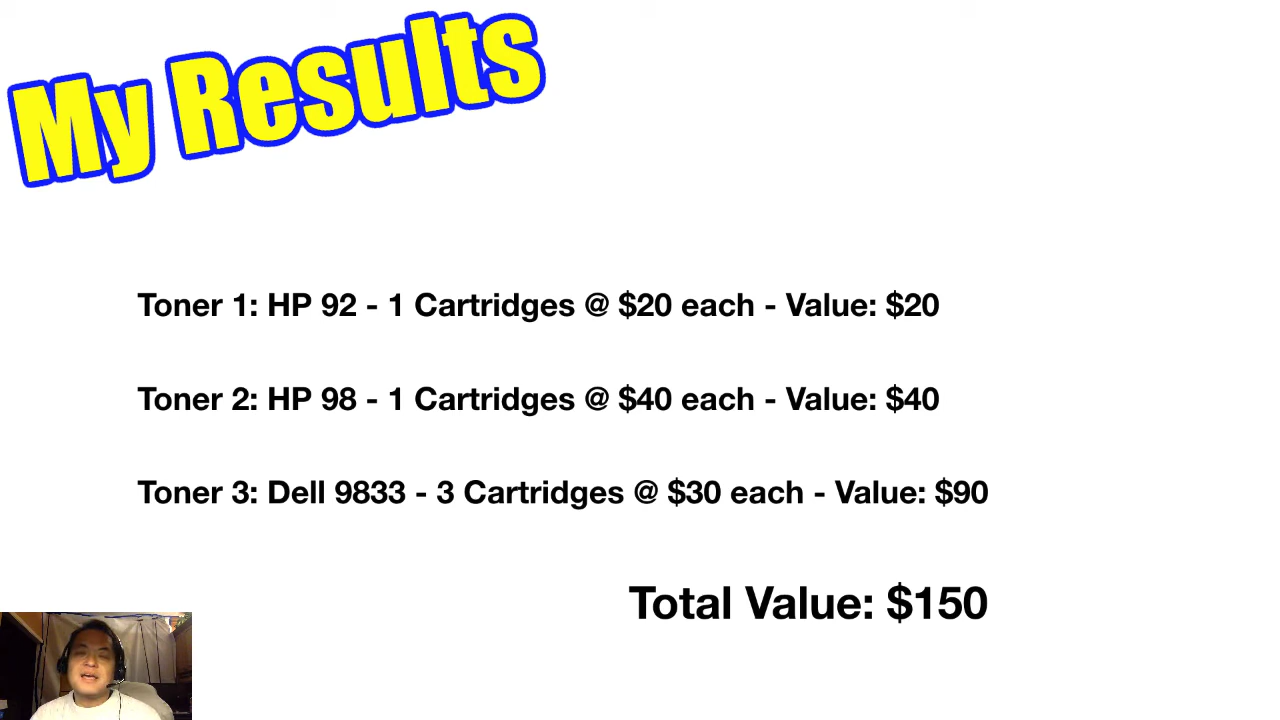 My Results
Toner 1: HP 92 - 1 Cartridges @ $20 each - Value: $20
Toner 2: HP 98 - 1 Cartridges @ $40 each - Value: $40
Toner 3: Dell 9833 - 3 Cartridges @ $30 each - Value: $90
Total Value: $150